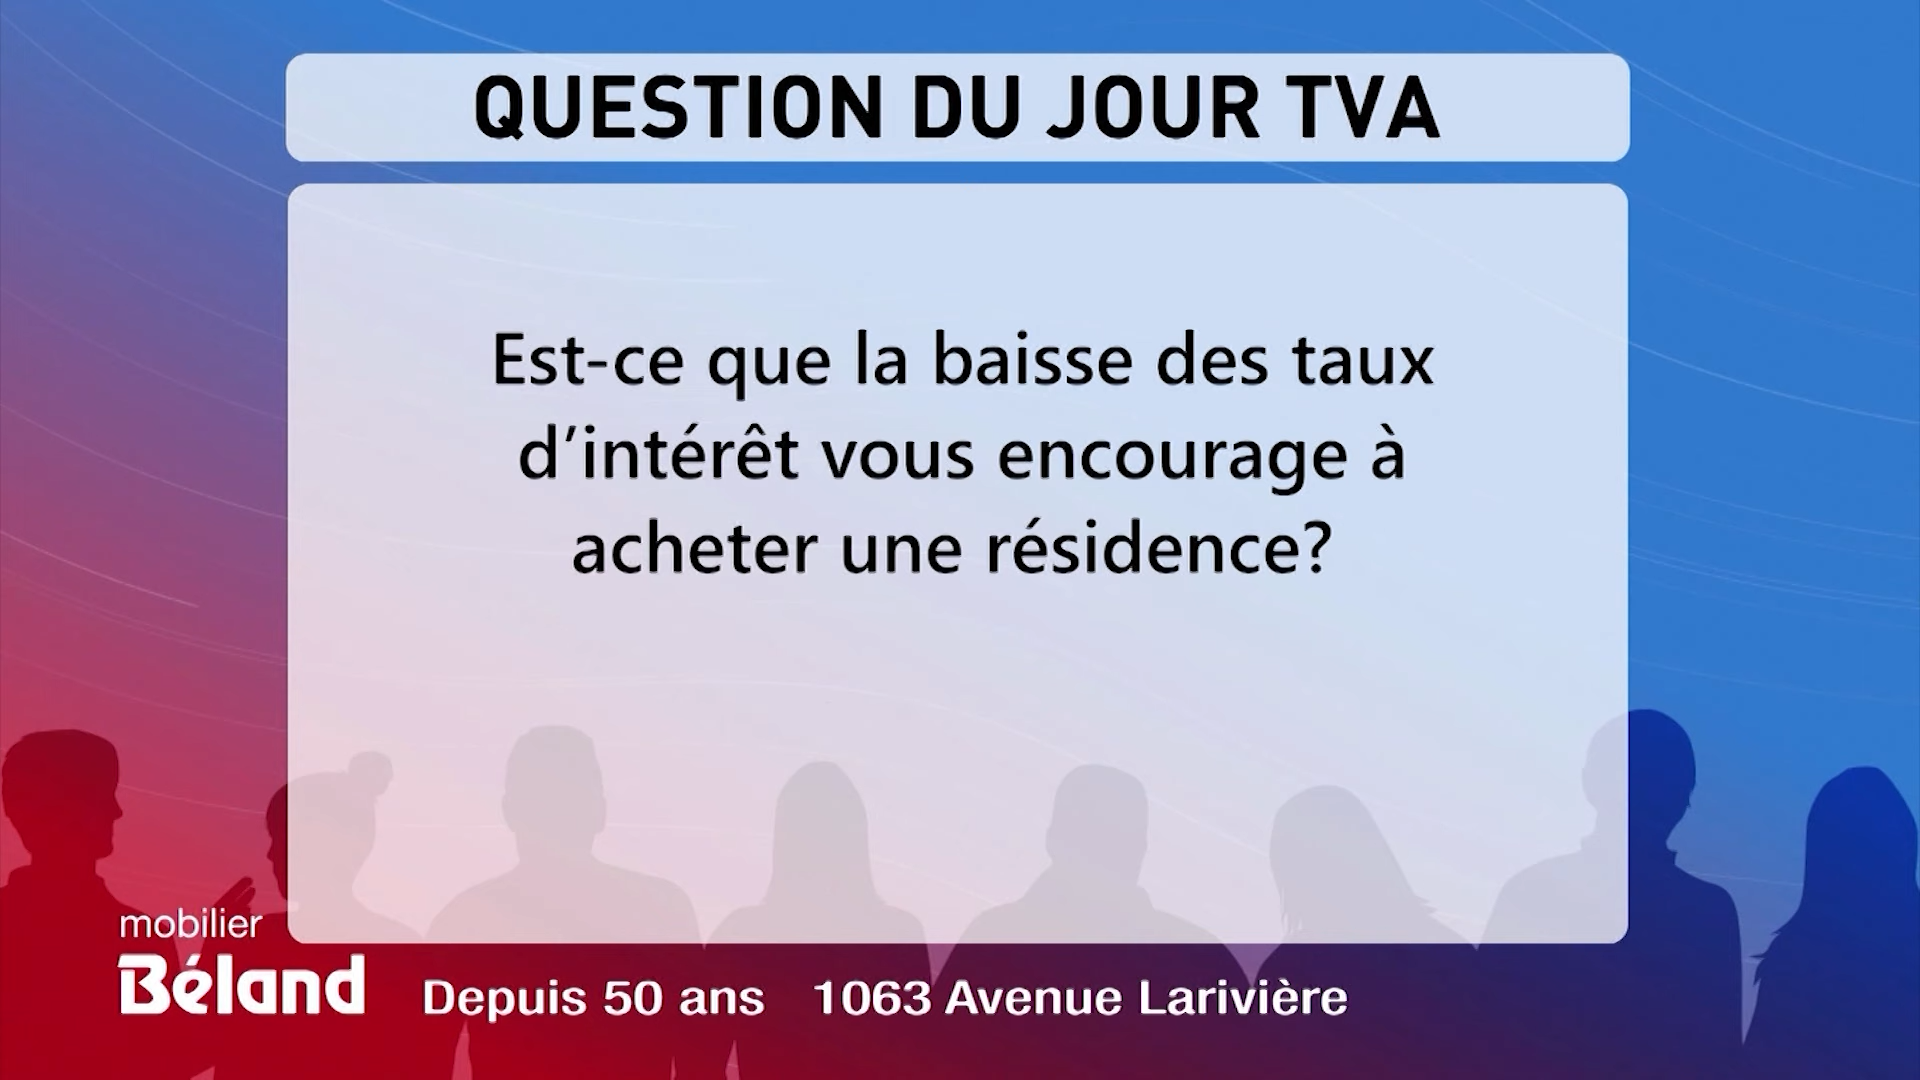 QUESTION DU JOUR TVA
Est-ce que la baisse des taux
d’intérêt vous encourage à
acheter une résidence?
mobilier
Béland
Depuis 50 ans 1063 Avenue Larivière